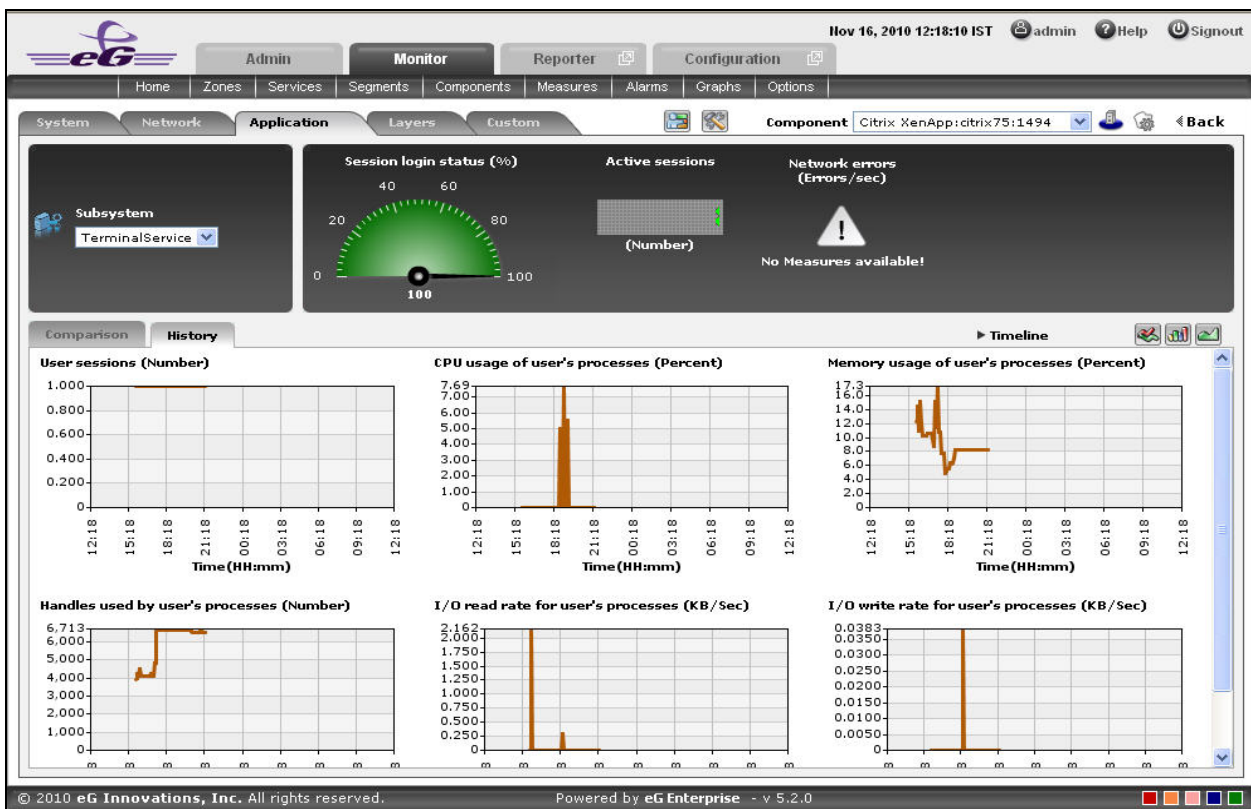 Nov 16, 2010 12:18:10 IST admin Help Signout
eG
Admin Monitor Reporter Configuration
Home Zones Services Segments Components Measures Alarms Graphs Options
System Network Application Layers Custom Component Citrix XenApp:citrix75:1494 Back
Subsystem
TerminalService
Session login status (%)
0 20 40 60 80 100
100
Active sessions
(Number)
Network errors
(Errors/sec)
No Measures available!
Comparison History Timeline
User sessions (Number)
1.000
0.800
0.600
0.400
0.200
0
12:18 15:18 18:18 21:18 00:18 03:18 06:18 09:18 12:18
Time(HH:mm)
CPU usage of user's processes (Percent)
7.69
7.00
6.00
5.00
4.00
3.00
2.00
1.00
0
12:18 15:18 18:18 21:18 00:18 03:18 06:18 09:18 12:18
Time(HH:mm)
Memory usage of user's processes (Percent)
17.3
16.0
14.0
12.0
10.0
8.0
6.0
4.0
2.0
0
12:18 15:18 18:18 21:18 00:18 03:18 06:18 09:18 12:18
Time(HH:mm)
Handles used by user's processes (Number)
6,713
6,000
5,000
4,000
3,000
2,000
1,000
0
I/O read rate for user's processes (KB/Sec)
2.162
2.000
1.750
1.500
1.250
1.000
0.750
0.500
0.250
0
I/O write rate for user's processes (KB/Sec)
0.0383
0.0350
0.0300
0.0250
0.0200
0.0150
0.0100
0.0050
0
© 2010 eG Innovations, Inc. All rights reserved. Powered by eG Enterprise - v 5.2.0